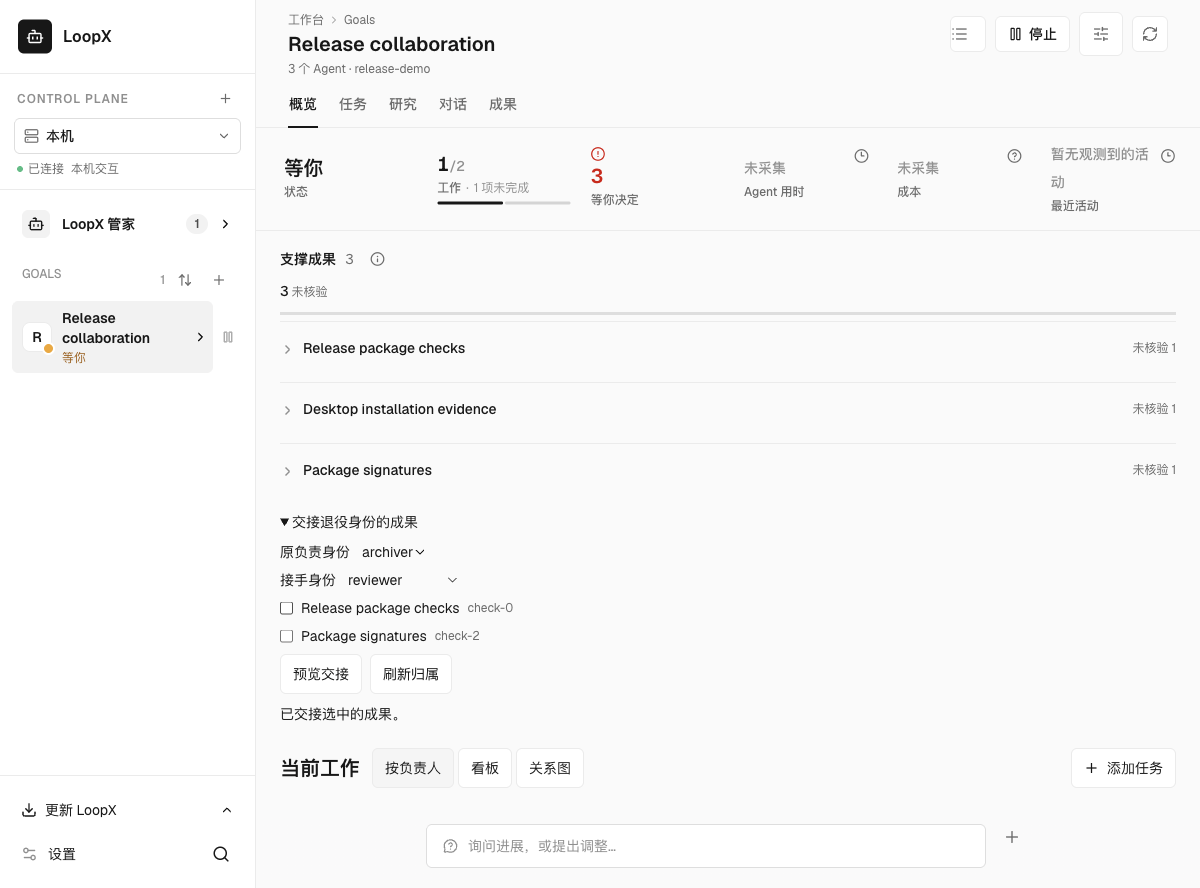 LoopX
CONTROL PLANE
本机
已连接 本机交互
LoopX 管家 1
GOALS 1
R
Release
collaboration
等你
更新 LoopX
设置
工作台 Goals
Release collaboration
3 个 Agent · release-demo
停止
概览 任务 研究 对话 成果
等你
状态
1/2
工作 · 1 项未完成
3
等你决定
未采集
Agent 用时
未采集
成本
暂无观测到的活
动
最近活动
支撑成果 3
3 未核验
Release package checks 未核验 1
Desktop installation evidence 未核验 1
Package signatures 未核验 1
交接退役身份的成果
原负责身份 archiver
接手身份 reviewer
Release package checks check-0
Package signatures check-2
预览交接 刷新归属
已交接选中的成果。
当前工作 按负责人 看板 关系图 添加任务
询问进展，或提出调整...